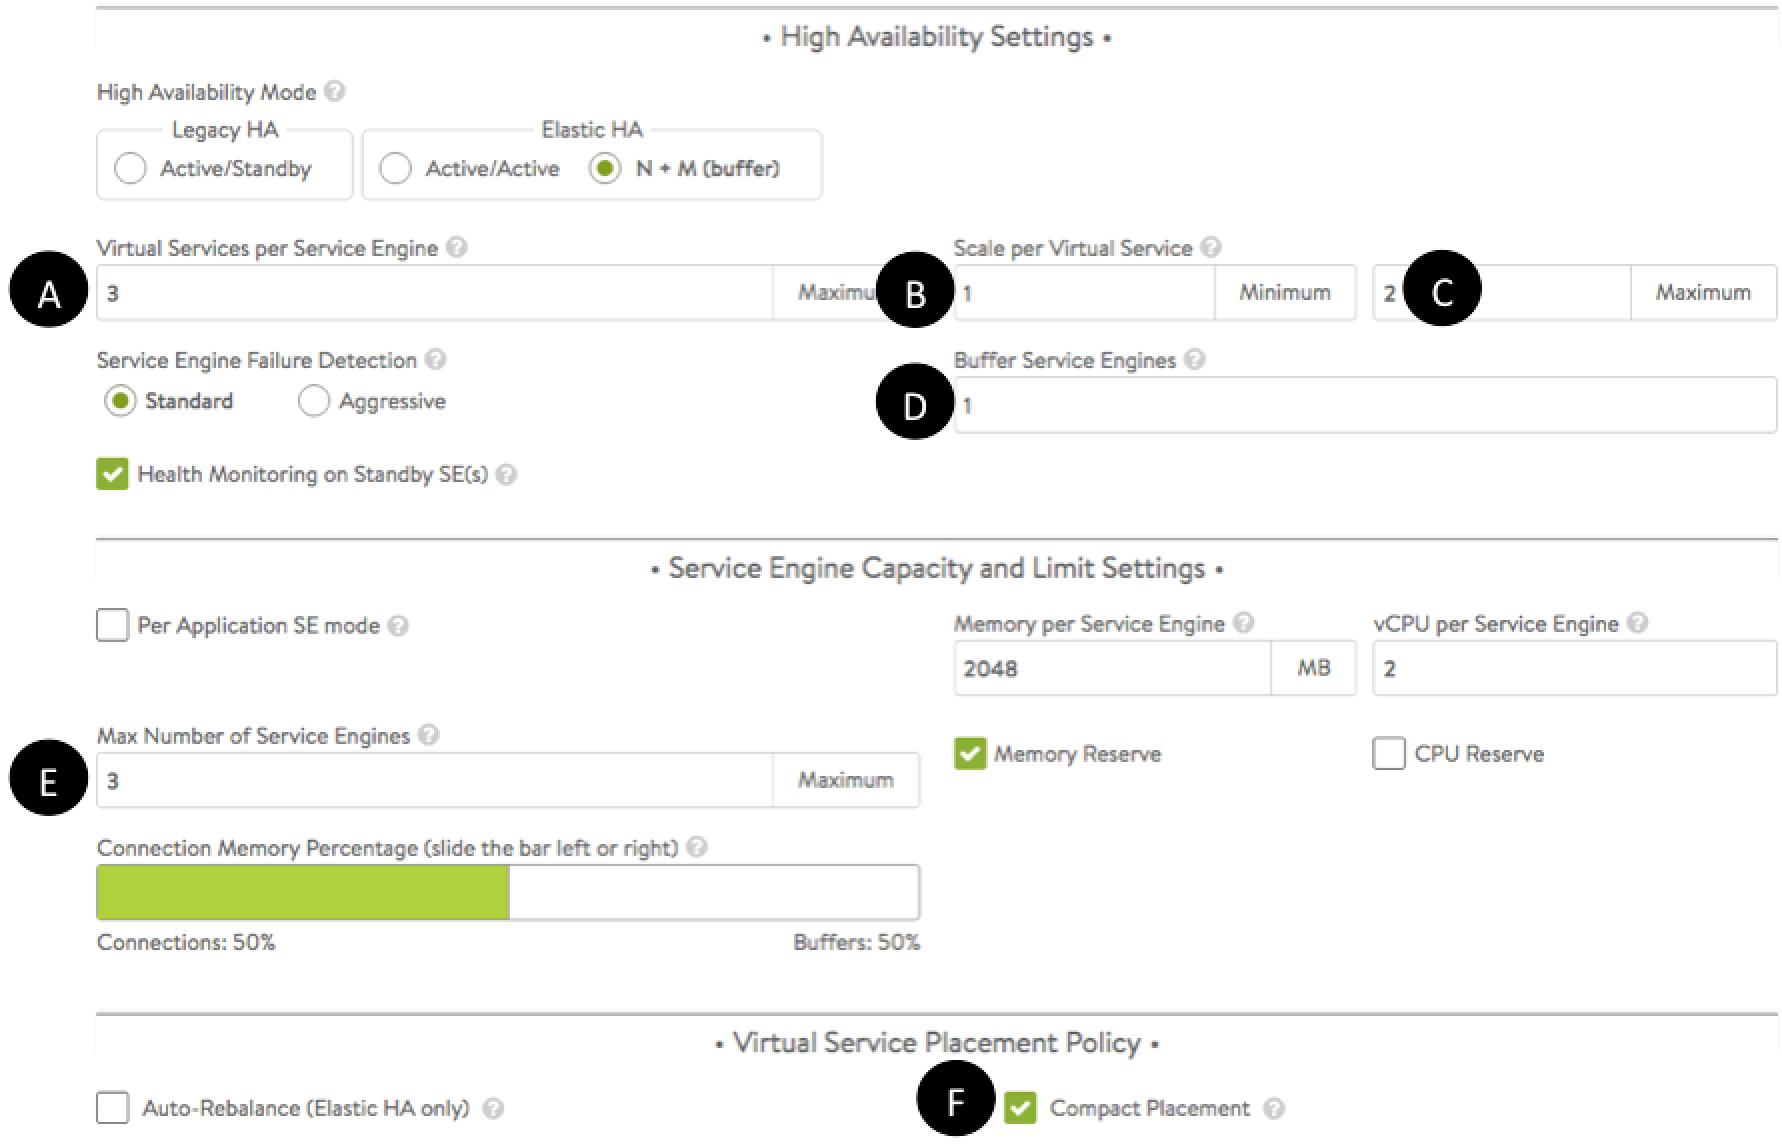 • High Availability Settings •
High Availability Mode ?
Legacy HA
Elastic HA
Active/Standby
Active/Active
N + M (buffer)
Virtual Services per Service Engine ?
Scale per Virtual Service ?
A
3
Maximu
B
1
Minimum
2
C
Maximum
Service Engine Failure Detection ?
Buffer Service Engines ?
Standard
Aggressive
D
1
Health Monitoring on Standby SE(s) ?
• Service Engine Capacity and Limit Settings •
Per Application SE mode ?
Memory per Service Engine ?
vCPU per Service Engine ?
2048
MB
2
Max Number of Service Engines ?
Memory Reserve
CPU Reserve
E
3
Maximum
Connection Memory Percentage (slide the bar left or right) ?
Connections: 50%
Buffers: 50%
• Virtual Service Placement Policy •
Auto-Rebalance (Elastic HA only) ?
F
Compact Placement ?